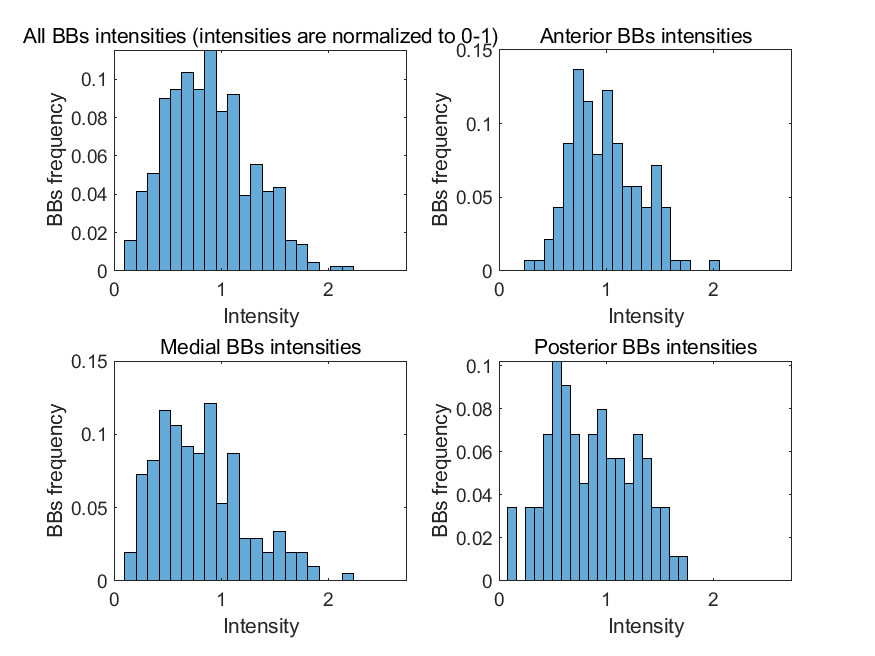 All BBs intensities (intensities are normalized to 0-1)
BBs frequency
0.1
0.08
0.06
0.04
0.02
0
0 1 2
Intensity
Anterior BBs intensities
BBs frequency
0.15
0.1
0.05
0
0 1 2
Intensity
Medial BBs intensities
BBs frequency
0.15
0.1
0.05
0
0 1 2
Intensity
Posterior BBs intensities
BBs frequency
0.1
0.08
0.06
0.04
0.02
0
0 1 2
Intensity